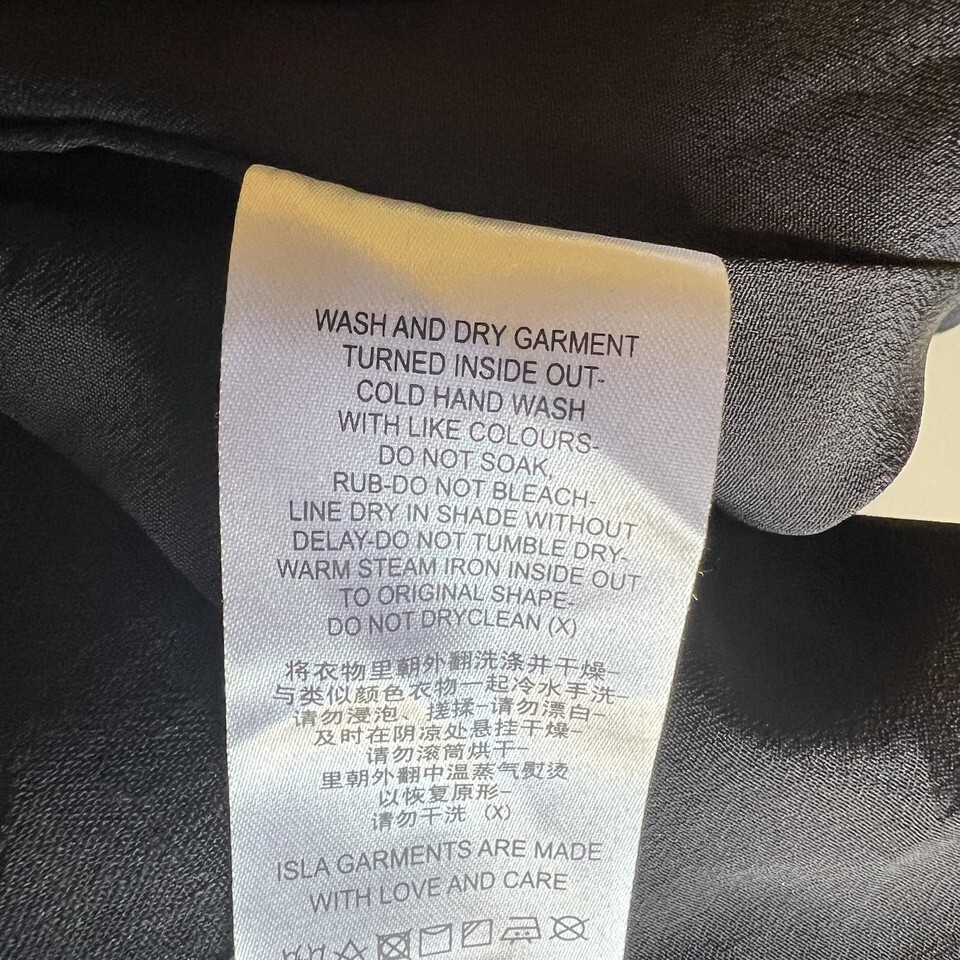 WASH AND DRY GARMENT
TURNED INSIDE OUT-
COLD HAND WASH
WITH LIKE COLOURS-
DO NOT SOAK,
RUB-DO NOT BLEACH-
LINE DRY IN SHADE WITHOUT
DELAY-DO NOT TUMBLE DRY-
WARM STEAM IRON INSIDE OUT
TO ORIGINAL SHAPE-
DO NOT DRYCLEAN (X)
将衣物里朝外翻洗涤并干燥-
与类似颜色衣物一起冷水手洗-
请勿浸泡、搓揉-请勿漂白-
及时在阴凉处悬挂干燥-
请勿滚筒烘干-
里朝外翻中温蒸气熨烫
以恢复原形-
请勿干洗 (X)
ISLA GARMENTS ARE MADE
WITH LOVE AND CARE